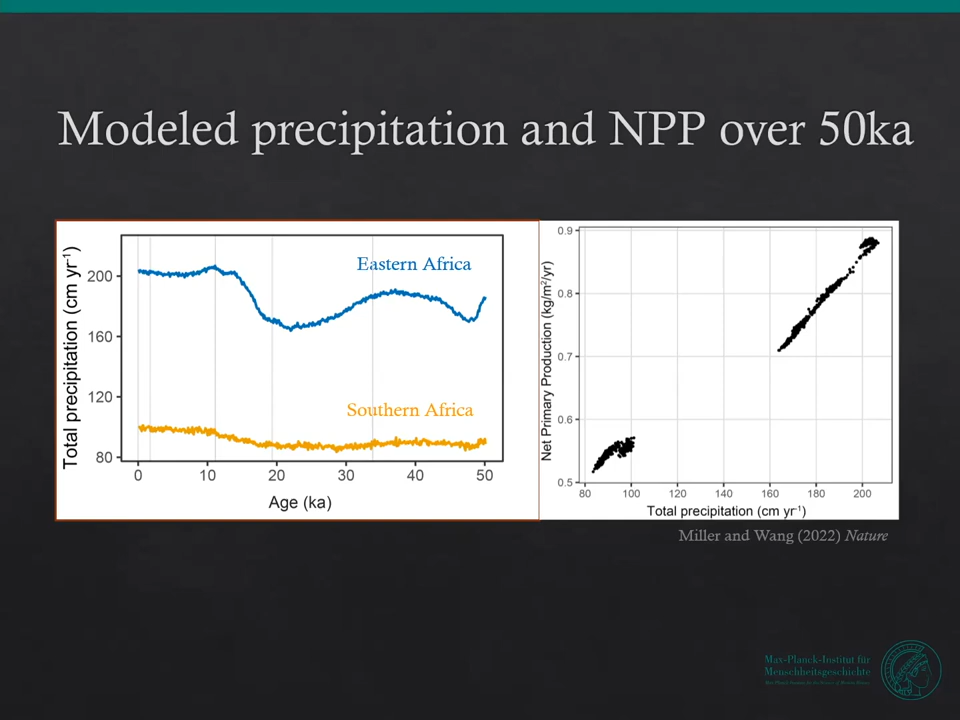 Modeled precipitation and NPP over 50ka
Total precipitation (cm yr⁻¹)
200
160
120
80
Eastern Africa
Southern Africa
0
10
20
30
40
50
Age (ka)
Net Primary Production (kg/m²/yr)
0.9
0.8
0.7
0.6
0.5
80
100
120
140
160
180
200
Total precipitation (cm yr⁻¹)
Miller and Wang (2022) Nature
Max-Planck-Institut für
Menschheitsgeschichte